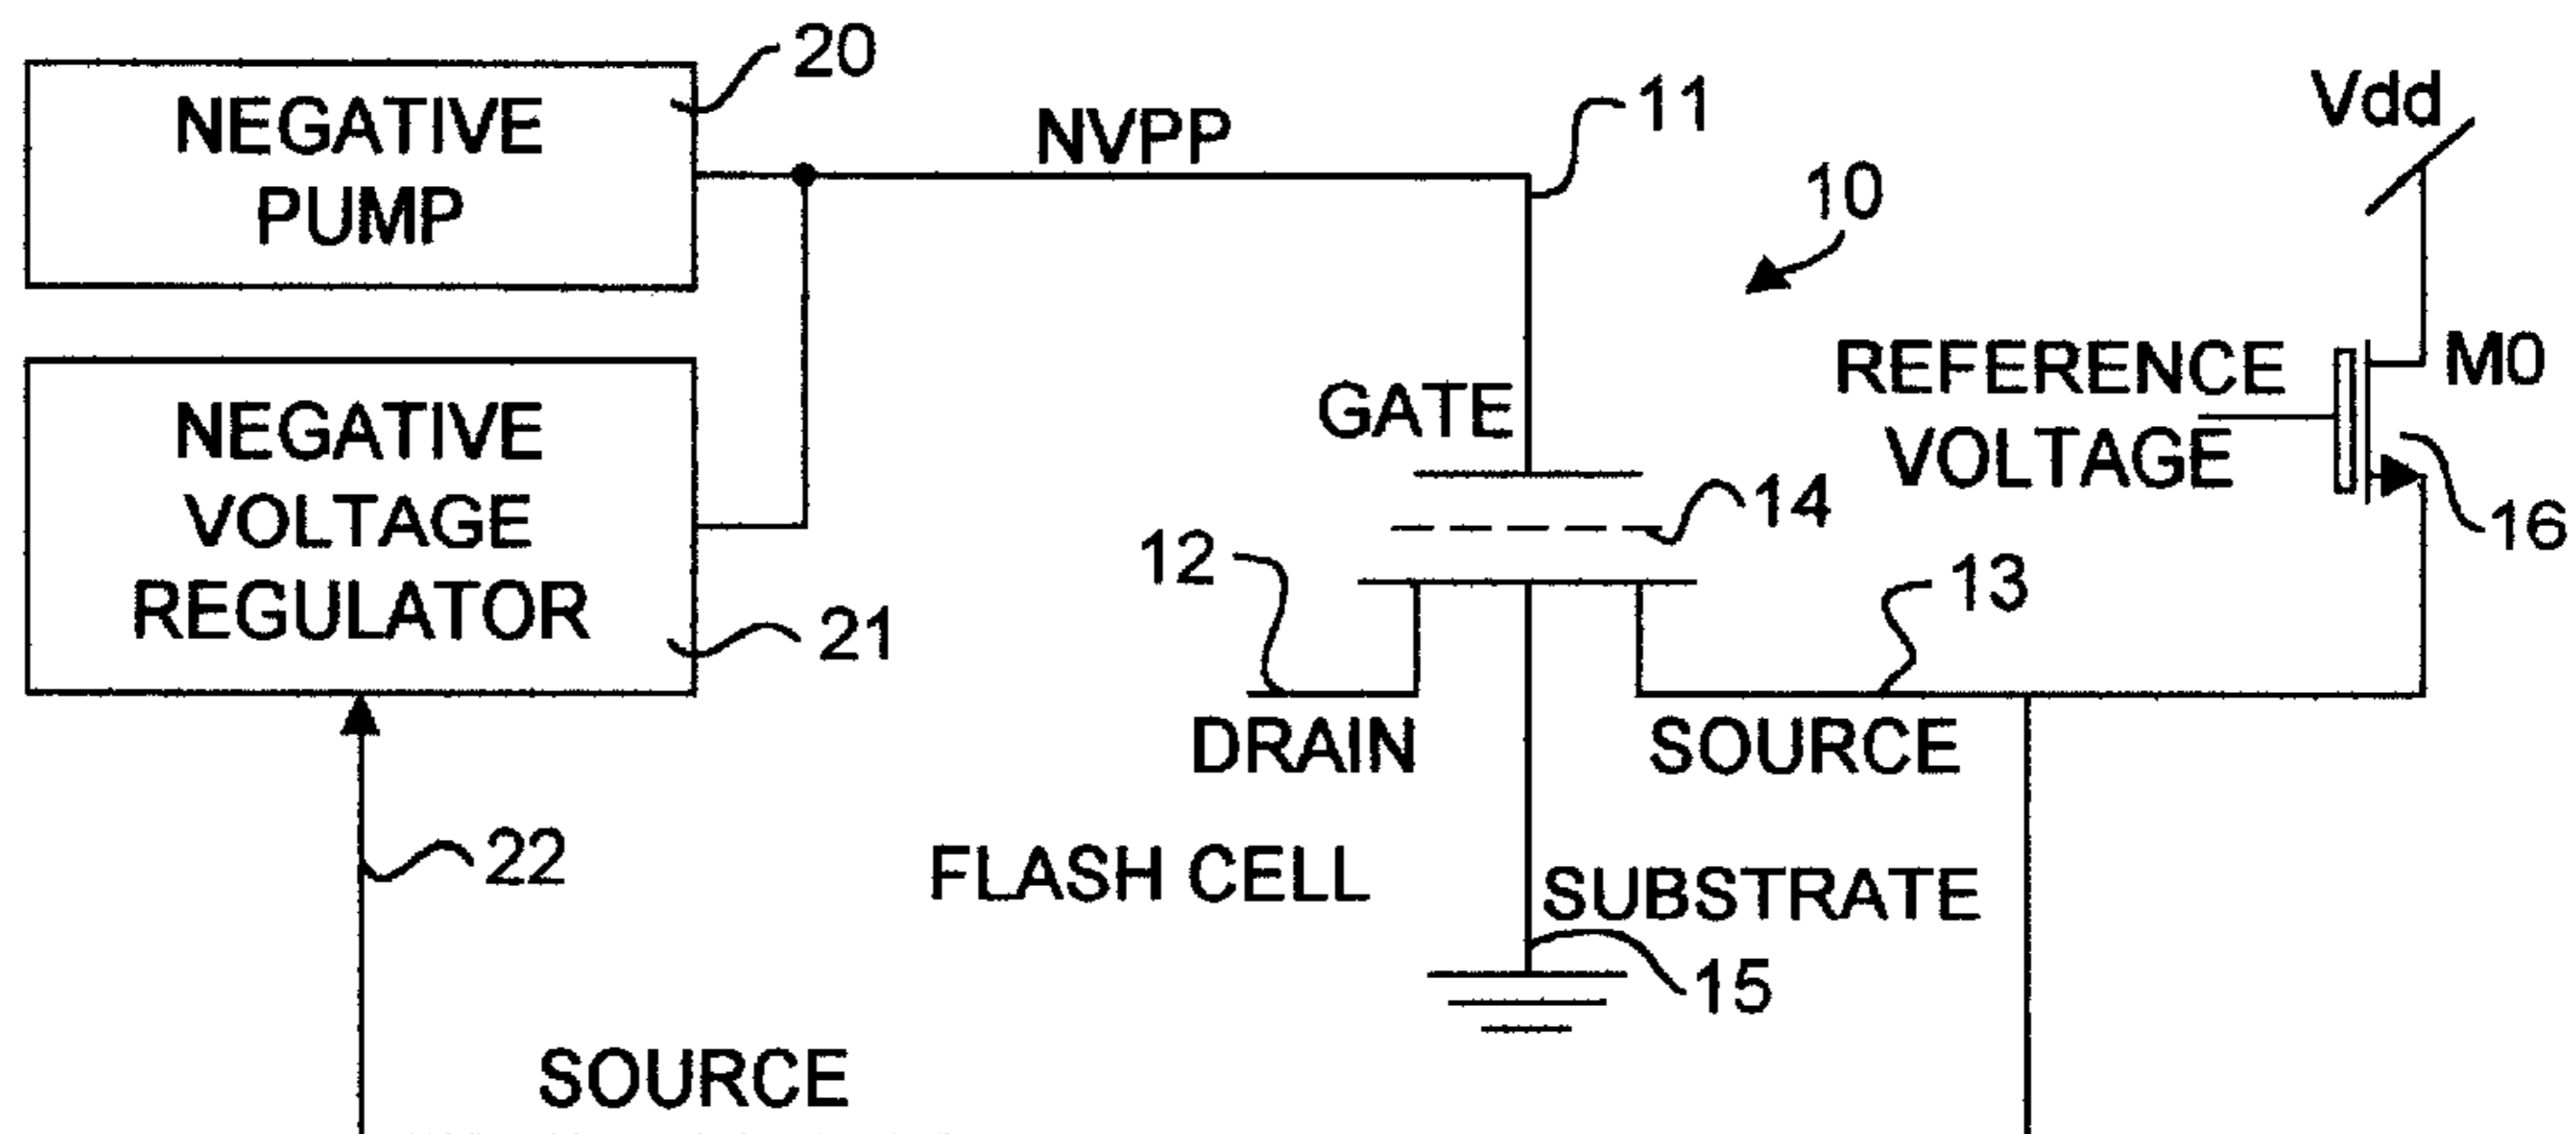 20
NEGATIVE
PUMP
NVPP
11
10
Vdd
NEGATIVE
VOLTAGE
REGULATOR
21
GATE
REFERENCE
VOLTAGE
M0
16
14
12
13
DRAIN
SOURCE
22
FLASH CELL
SUBSTRATE
15
SOURCE